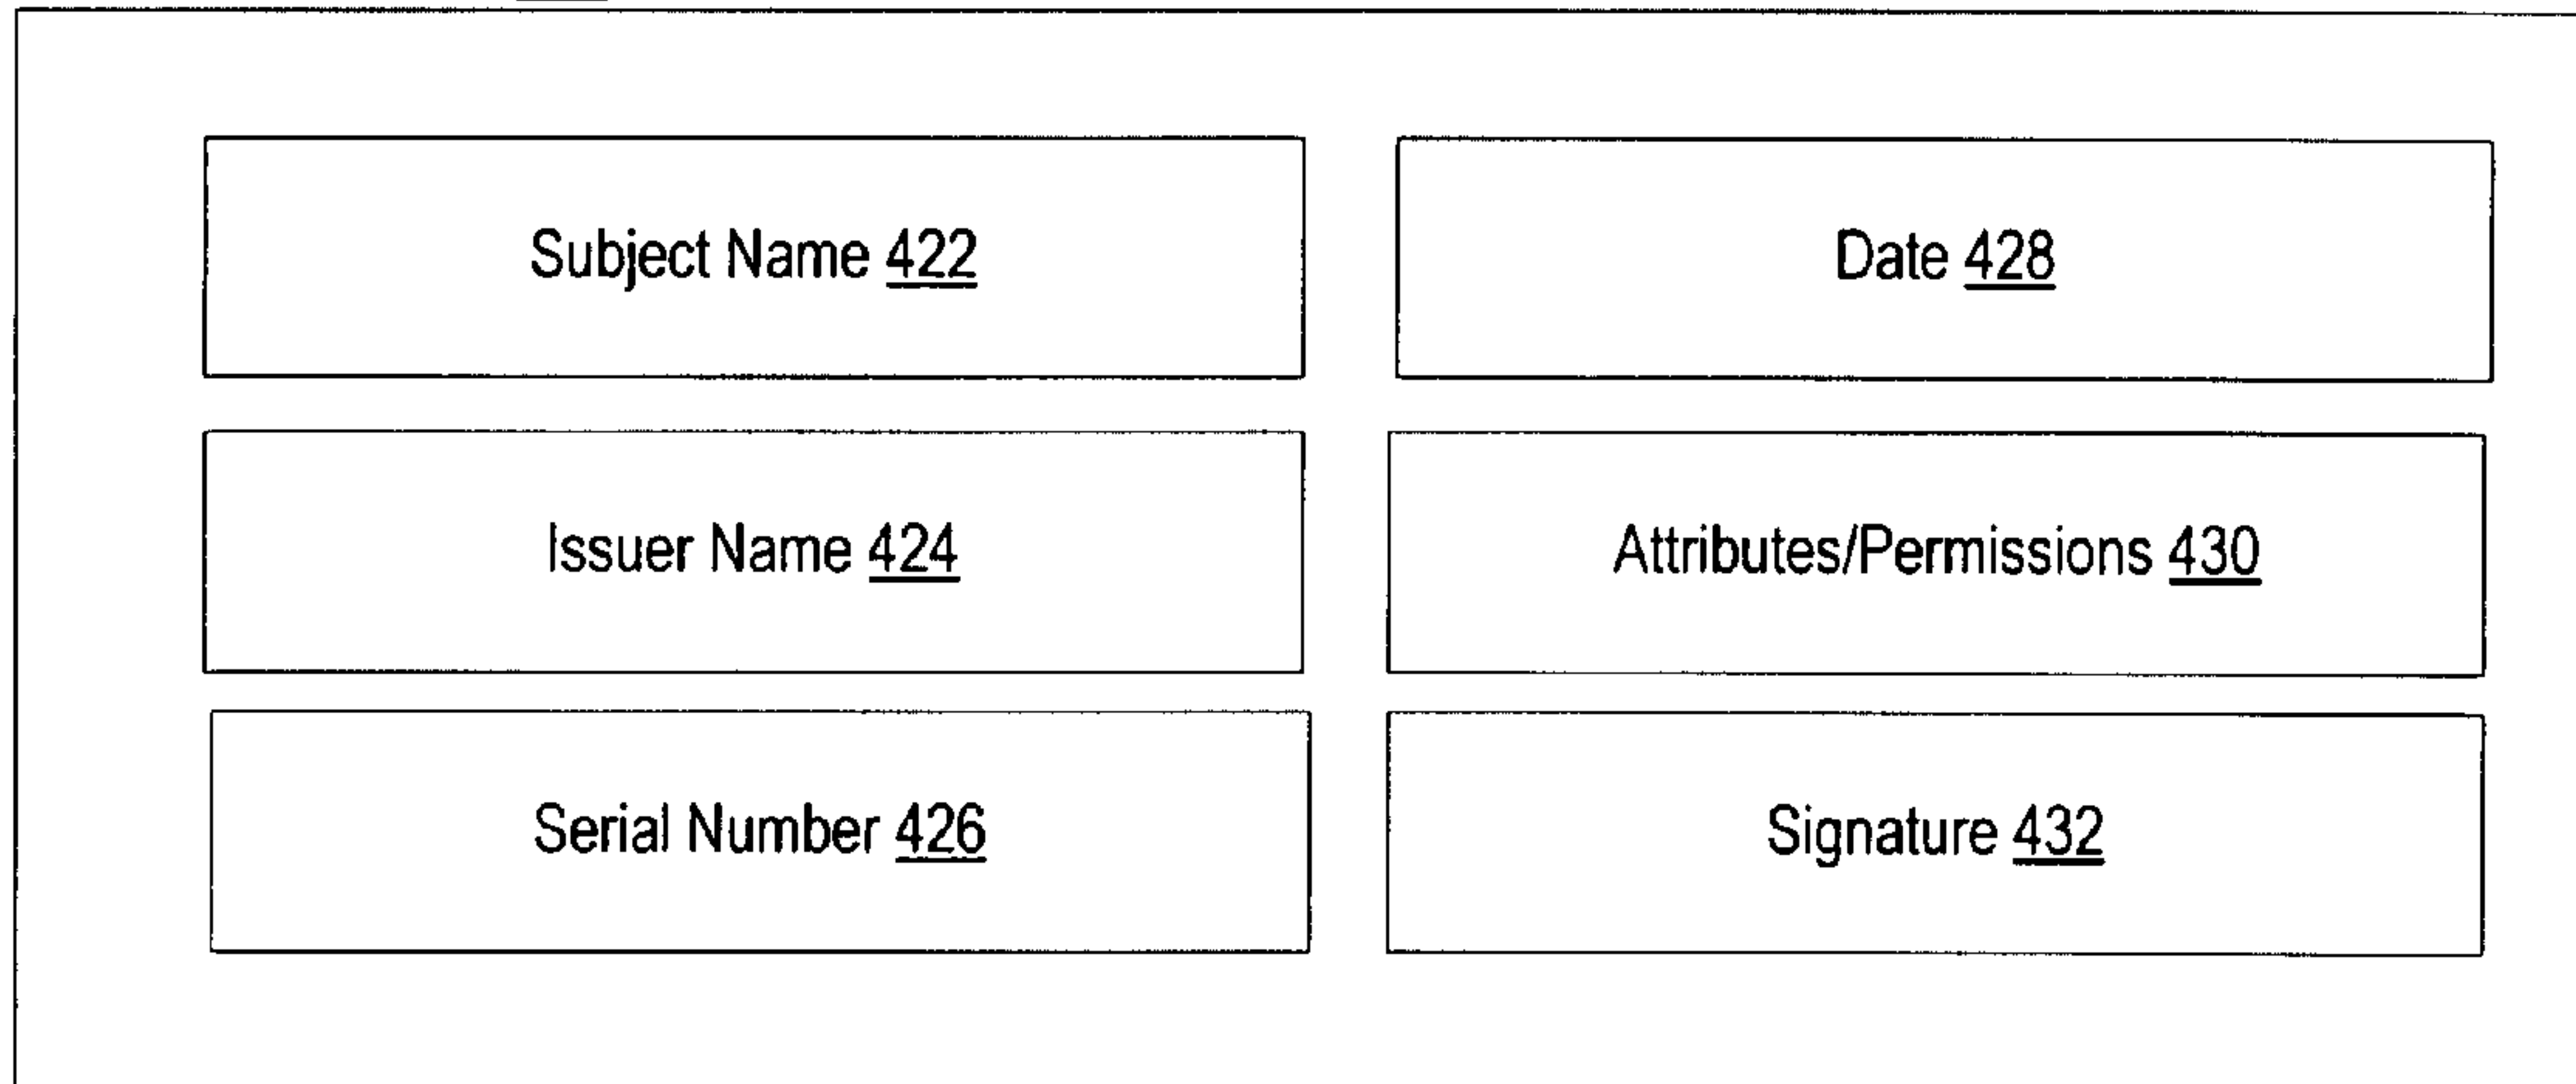 Subject Name 422
Date 428
Issuer Name 424
Attributes/Permissions 430
Serial Number 426
Signature 432